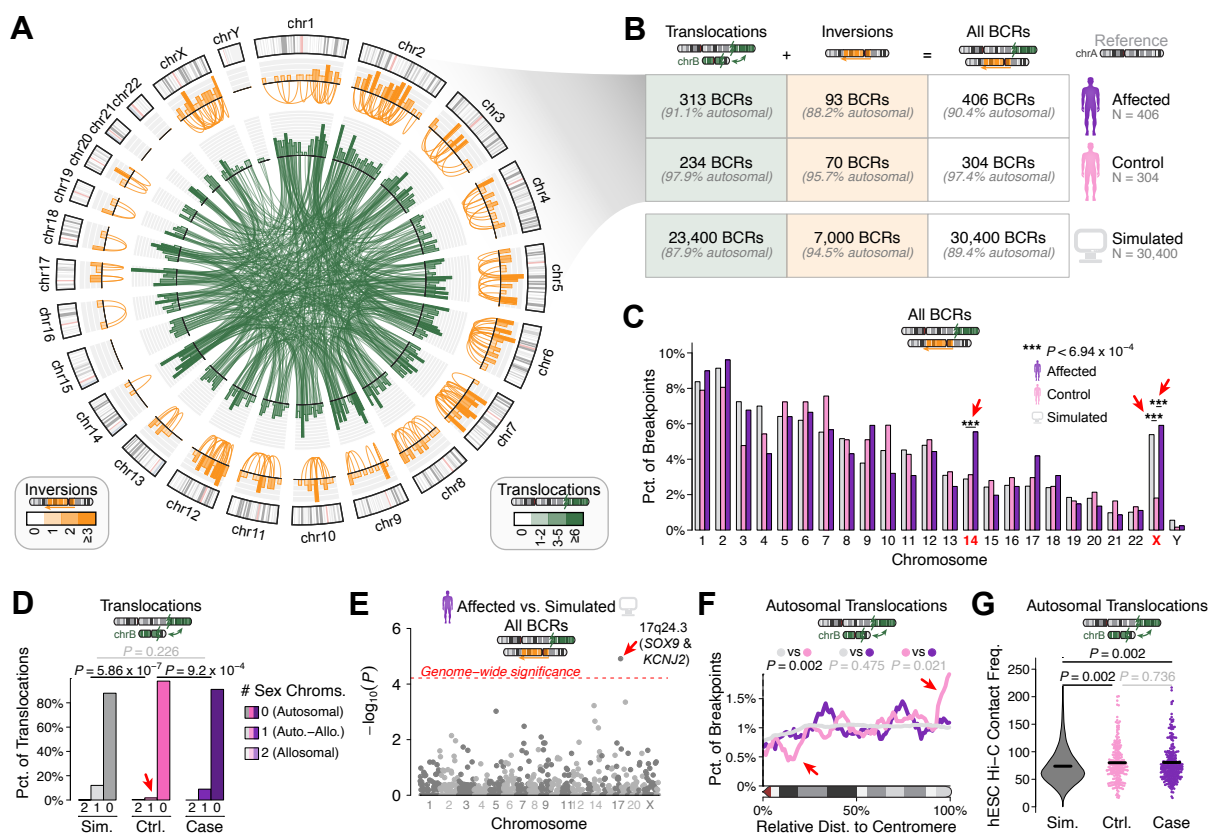 A
chr1
chr2
chr3
chr4
chr5
chr6
chr7
chr8
chr9
chr10
chr11
chr12
chr13
chr14
chr15
chr16
chr17
chr18
chr19
chr20
chr21
chr22
chrX
chrY
Inversions
0
1
2
≥3
Translocations
0
1-2
3-5
≥6
B
Translocations
Inversions
All BCRs
Reference
chrB
+
=
chrA
313 BCRs
93 BCRs
406 BCRs
Affected
(91.1% autosomal)
(88.2% autosomal)
(90.4% autosomal)
N = 406
234 BCRs
70 BCRs
304 BCRs
Control
(97.9% autosomal)
(95.7% autosomal)
(97.4% autosomal)
N = 304
23,400 BCRs
7,000 BCRs
30,400 BCRs
Simulated
(87.9% autosomal)
(94.5% autosomal)
(89.4% autosomal)
N = 30,400
C
All BCRs
*** P < 6.94 x 10⁻⁴
Affected
Control
Simulated
***
***
***
Pct. of Breakpoints
10%
8%
6%
4%
2%
0%
1 2 3 4 5 6 7 8 9 10 11 12 13 14 15 16 17 18 19 20 21 22 X Y
Chromosome
D
Translocations
chrB
P = 0.226
P = 5.86 x 10⁻⁷
P = 9.2 x 10⁻⁴
Pct. of Translocations
80%
60%
40%
20%
0%
2 1 0 2 1 0 2 1 0
Sim. Ctrl. Case
# Sex Chroms.
0 (Autosomal)
1 (Auto.-Allo.)
2 (Allosomal)
E
Affected vs. Simulated
All BCRs
17q24.3
(SOX9 &
KCNJ2)
Genome-wide significance
−log₁₀(P)
6
4
2
0
1 2 3 4 5 6 7 8 9 11 12 14 17 20 X
Chromosome
F
Autosomal Translocations
chrB
vs
vs
vs
P = 0.002
P = 0.475
P = 0.021
Pct. of Breakpoints
1.5%
1%
0.5%
0%
0%
50%
100%
Relative Dist. to Centromere
G
Autosomal Translocations
chrB
P = 0.002
P = 0.002
P = 0.736
hESC Hi-C Contact Freq.
250
200
150
100
50
0
Sim. Ctrl. Case